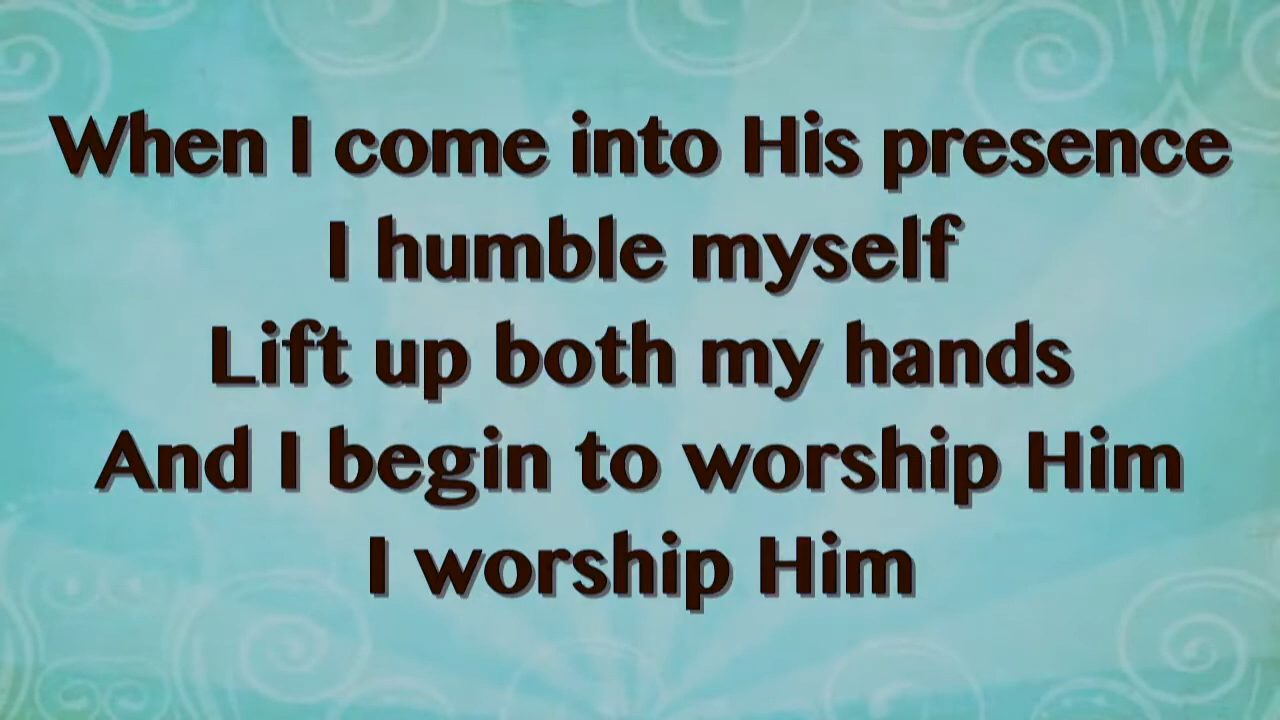 When I come into His presence
I humble myself
Lift up both my hands
And I begin to worship Him
I worship Him